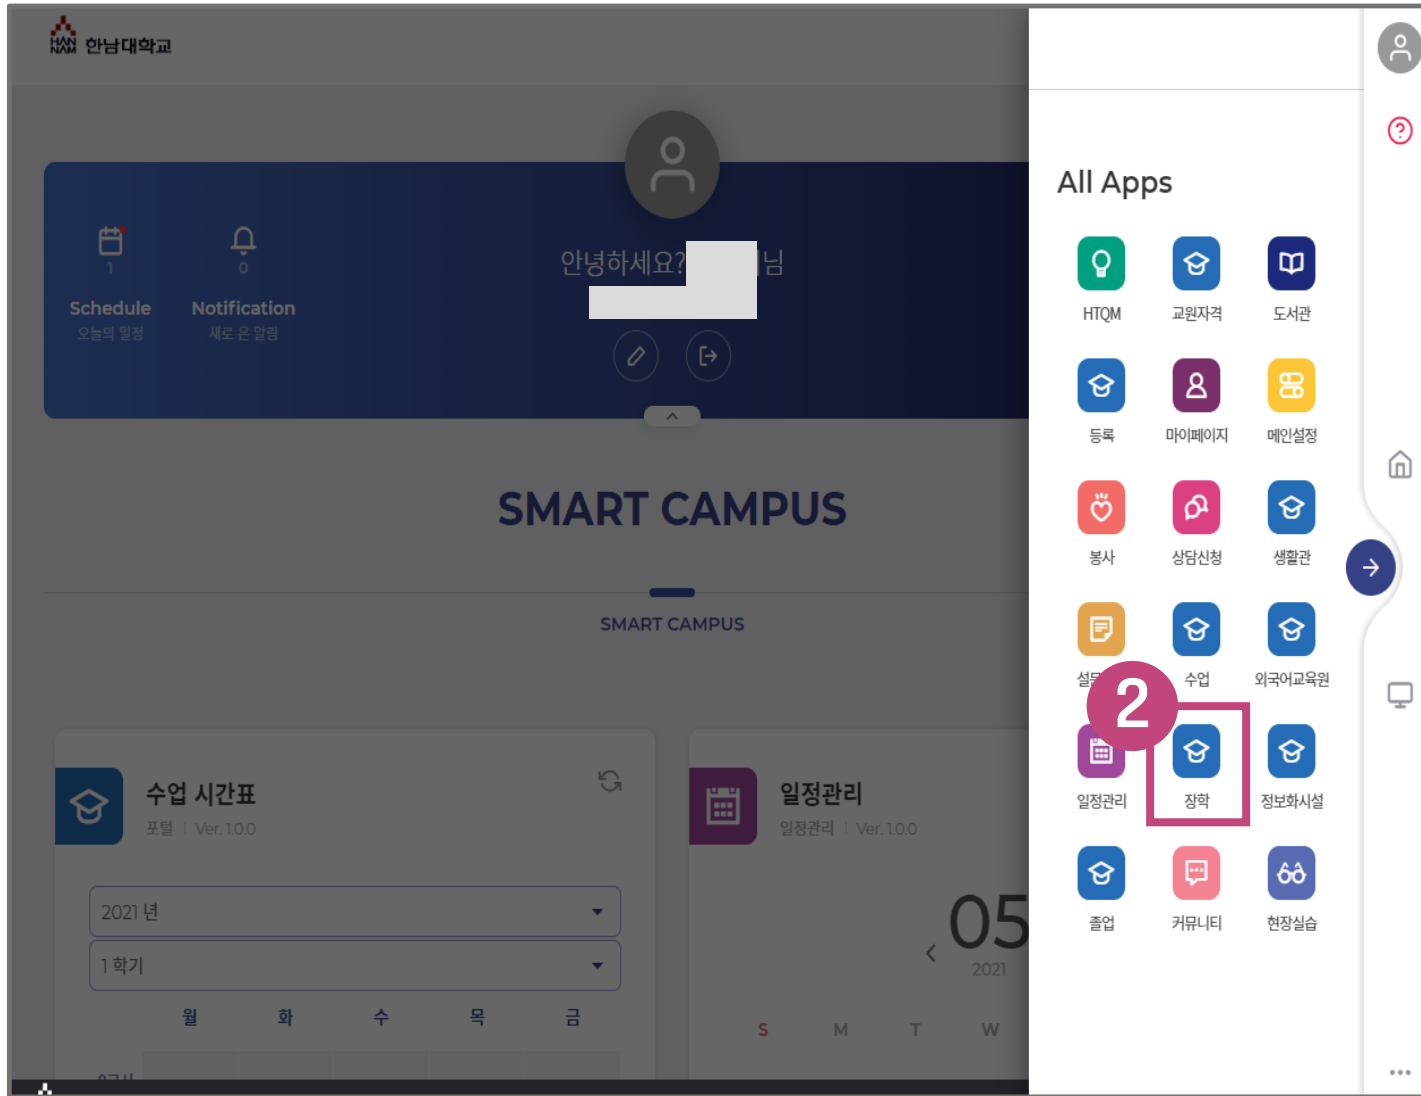 HAN
NAM 한남대학교
안녕하세요? 님
1
0
Schedule
Notification
오늘의 일정
새로 온 알림
SMART CAMPUS
SMART CAMPUS
수업 시간표
포털 | Ver. 1.0.0
2021 년
1 학기
월 화 수 목 금
일정관리
일정관리 | Ver. 1.0.0
05
2021
S M T W
All Apps
HTQM 교원자격 도서관
등록 마이페이지 메인설정
봉사 상담신청 생활관
수업 외국어교육원
2
일정관리 장학 정보화시설
졸업 커뮤니티 현장실습